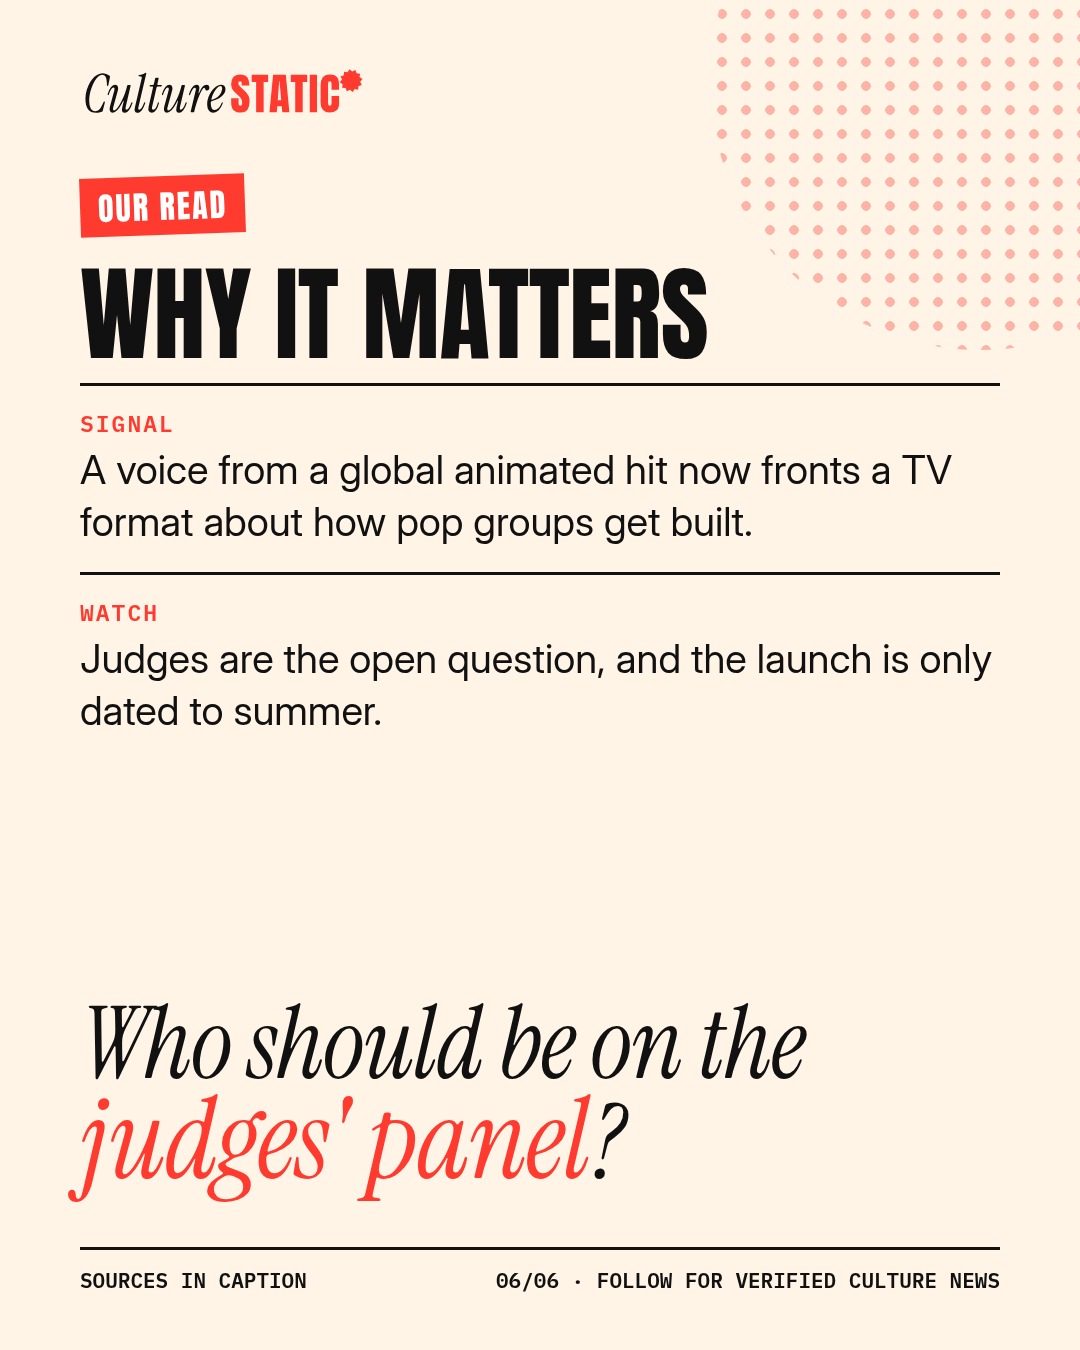 Culture STATIC
OUR READ
WHY IT MATTERS
SIGNAL
A voice from a global animated hit now fronts a TV
format about how pop groups get built.
WATCH
Judges are the open question, and the launch is only
dated to summer.
Who should be on the
judges' panel?
SOURCES IN CAPTION
06/06 · FOLLOW FOR VERIFIED CULTURE NEWS